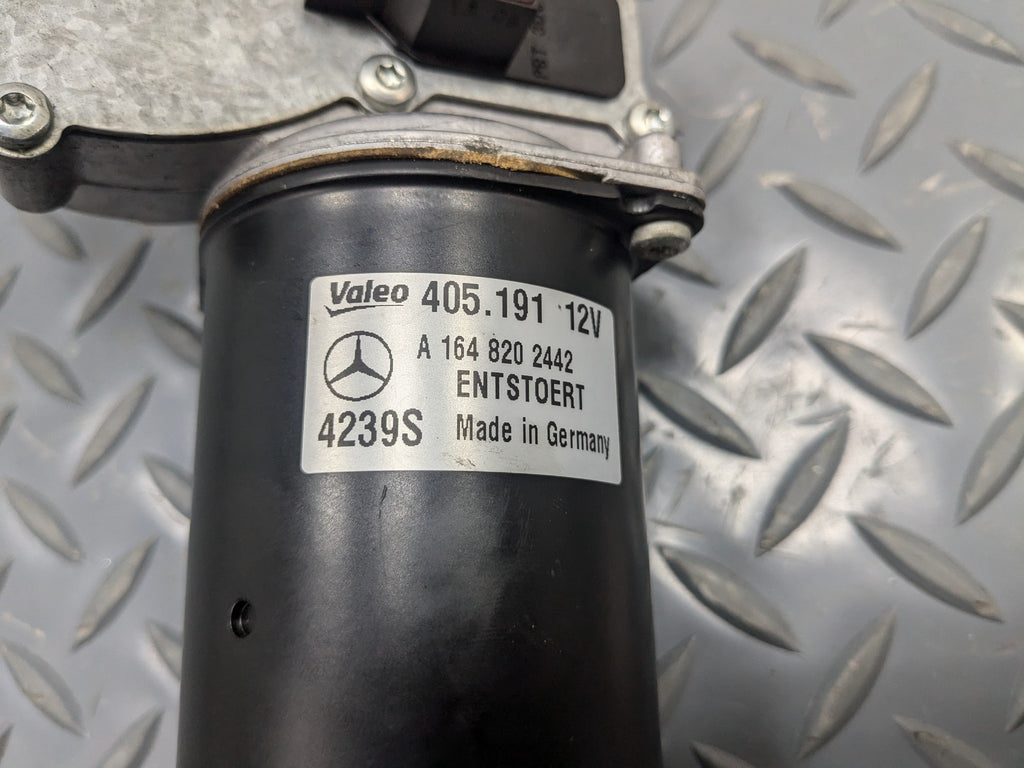 Valeo 405.191 12V
A 164 820 2442
ENTSTOERT
4239S Made in Germany